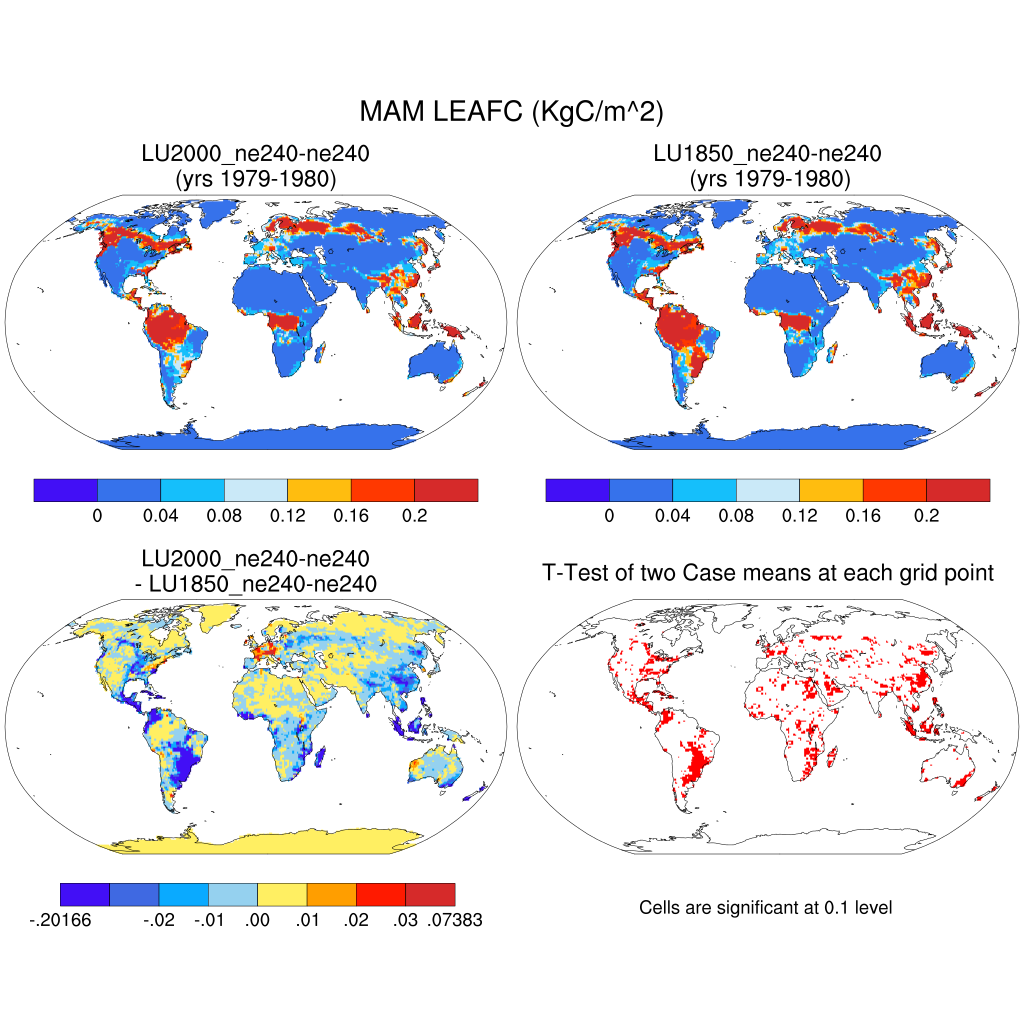 MAM LEAFC (KgC/m^2)
LU2000_ne240-ne240
(yrs 1979-1980)
LU1850_ne240-ne240
(yrs 1979-1980)
0 0.04 0.08 0.12 0.16 0.2
0 0.04 0.08 0.12 0.16 0.2
LU2000_ne240-ne240
- LU1850_ne240-ne240
T-Test of two Case means at each grid point
-.20166 -.02 -.01 .00 .01 .02 .03 .07383
Cells are significant at 0.1 level